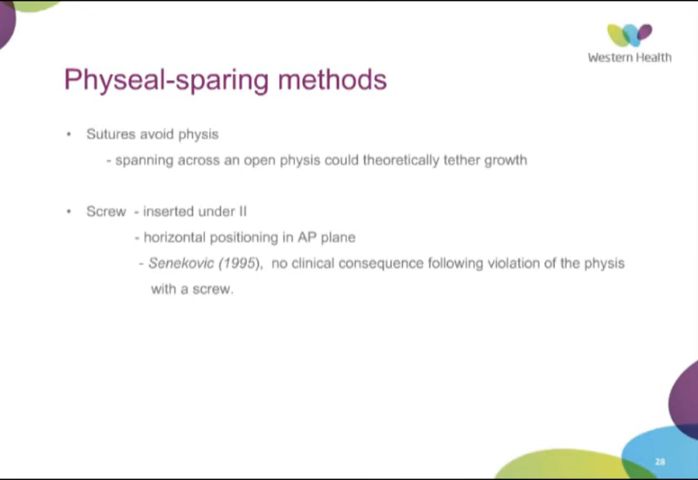 Western Health
Physeal-sparing methods
• Sutures avoid physis
- spanning across an open physis could theoretically tether growth
• Screw - inserted under II
- horizontal positioning in AP plane
- Senekovic (1995), no clinical consequence following violation of the physis
with a screw.
28